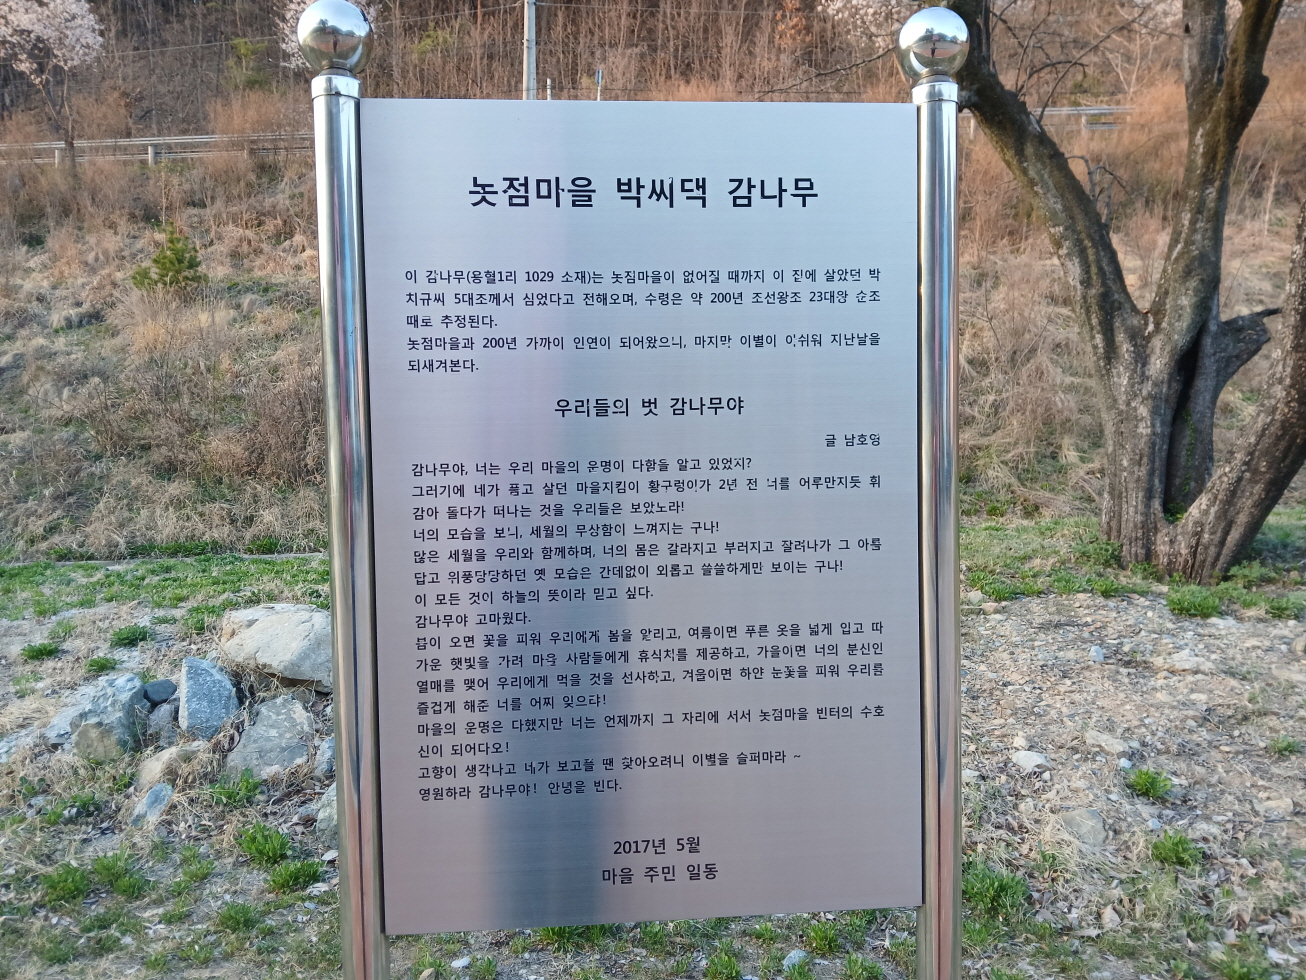 놋점마을 박씨댁 감나무
이 감나무(용혈1리 1029 소재)는 놋점마을이 없어질 때까지 이 집에 살았던 박
치규씨 5대조께서 심었다고 전해오며, 수령은 약 200년 조선왕조 23대왕 순조
때로 추정된다.
놋점마을과 200년 가까이 인연이 되어왔으니, 마지막 이별이 아쉬워 지난날을
되새겨본다.
우리들의 벗 감나무야
글 남호영
감나무야, 너는 우리 마을의 운명이 다함을 알고 있었지?
그러기에 네가 품고 살던 마을지킴이 황구렁이가 2년 전 너를 어루만지듯 휘
감아 돌다가 떠나는 것을 우리들은 보았노라!
너의 모습을 보니, 세월의 무상함이 느껴지는 구나!
많은 세월을 우리와 함께하며, 너의 몸은 갈라지고 부러지고 잘려나가 그 아름
답고 위풍당당하던 옛 모습은 간데없이 외롭고 쓸쓸하게만 보이는 구나!
이 모든 것이 하늘의 뜻이라 믿고 싶다.
감나무야 고마웠다.
봄이 오면 꽃을 피워 우리에게 봄을 알리고, 여름이면 푸른 옷을 넓게 입고 따
가운 햇빛을 가려 마을 사람들에게 휴식처를 제공하고, 가을이면 너의 분신인
열매를 맺어 우리에게 먹을 것을 선사하고, 겨울이면 하얀 눈꽃을 피워 우리를
즐겁게 해준 너를 어찌 잊으랴!
마을의 운명은 다했지만 너는 언제까지 그 자리에 서서 놋점마을 빈터의 수호
신이 되어다오!
고향이 생각나고 네가 보고플 땐 찾아오려니 이별을 슬퍼마라 ~
영원하라 감나무야! 안녕을 빈다.
2017년 5월
마을 주민 일동